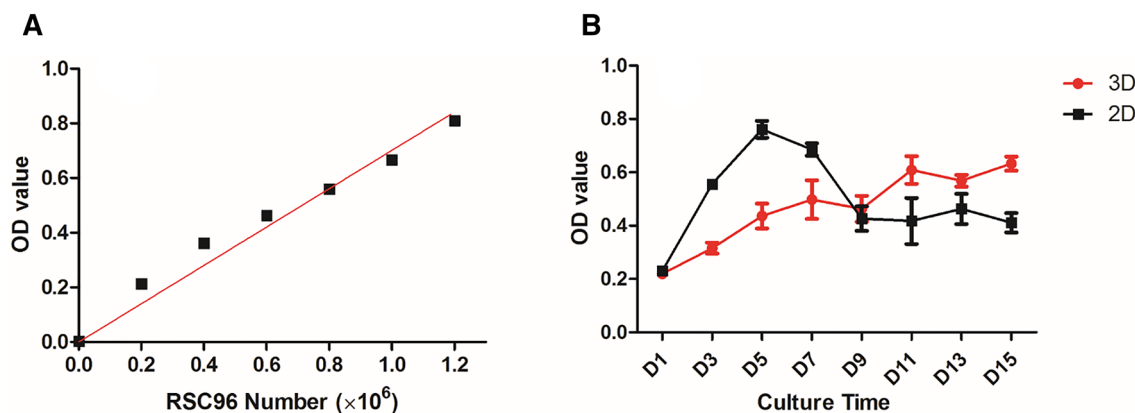 A
1.0
0.8
0.6
0.4
0.2
0.0
OD value
0.0 0.2 0.4 0.6 0.8 1.0 1.2
RSC96 Number (×10⁶)
B
1.0
0.8
0.6
0.4
0.2
0.0
OD value
D1 D3 D5 D7 D9 D11 D13 D15
Culture Time
3D
2D